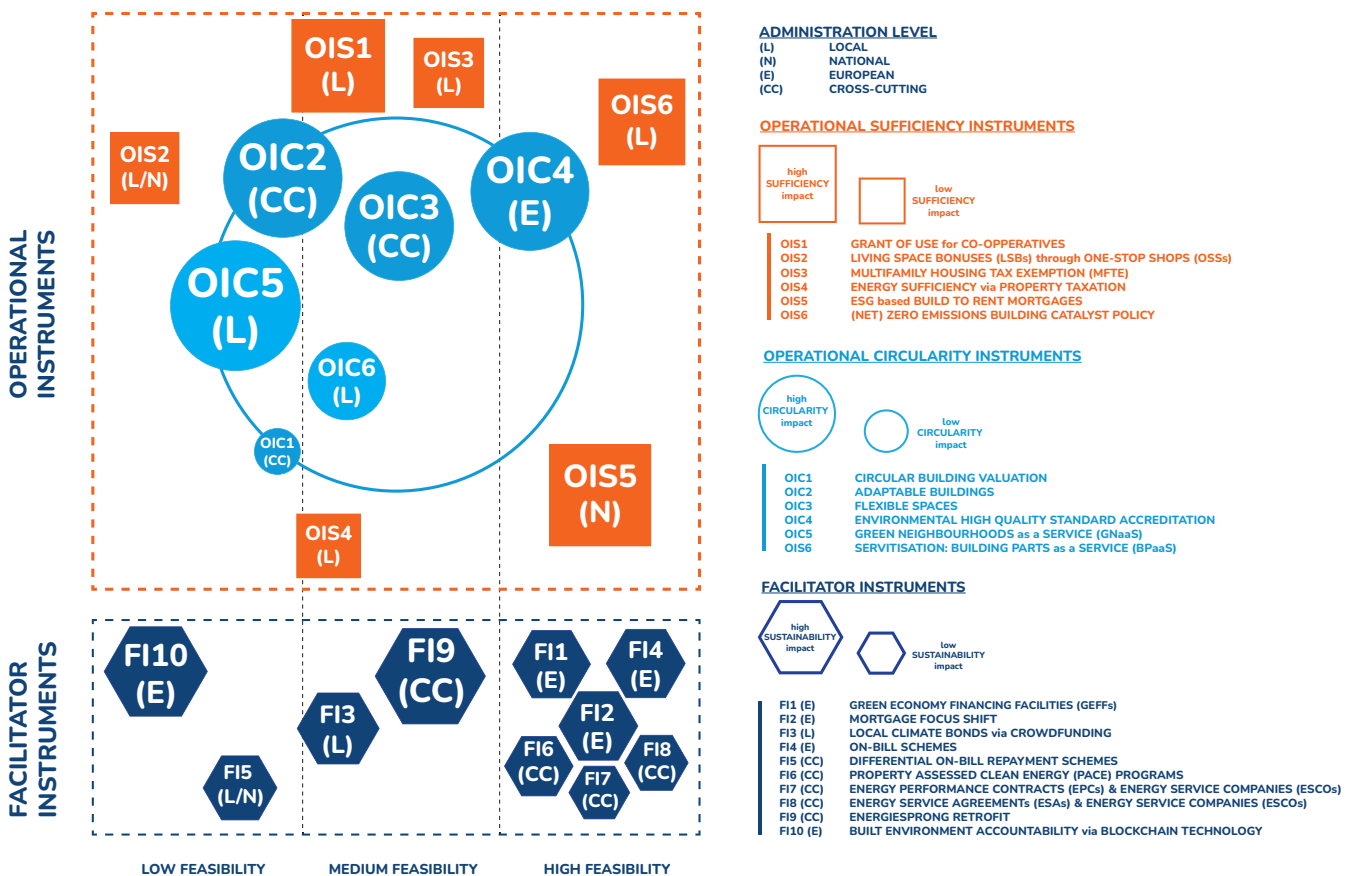 OPERATIONAL
INSTRUMENTS
FACILITATOR
INSTRUMENTS
OIS1
(L)
OIS3
(L)
OIS6
(L)
OIS2
(L/N)
OIC2
(CC)
OIC4
(E)
OIC3
(CC)
OIC5
(L)
OIC6
(L)
OIC1
(CC)
OIS5
(N)
OIS4
(L)
FI10
(E)
FI9
(CC)
FI1
(E)
FI4
(E)
FI3
(L)
FI2
(E)
FI5
(L/N)
FI6
(CC)
FI8
(CC)
FI7
(CC)
LOW FEASIBILITY
MEDIUM FEASIBILITY
HIGH FEASIBILITY
ADMINISTRATION LEVEL
(L) LOCAL
(N) NATIONAL
(E) EUROPEAN
(CC) CROSS-CUTTING
OPERATIONAL SUFFICIENCY INSTRUMENTS
high
SUFFICIENCY
impact
low
SUFFICIENCY
impact
OIS1 GRANT OF USE for CO-OPPERATIVES
OIS2 LIVING SPACE BONUSES (LSBs) through ONE-STOP SHOPS (OSSs)
OIS3 MULTIFAMILY HOUSING TAX EXEMPTION (MFTE)
OIS4 ENERGY SUFFICIENCY via PROPERTY TAXATION
OIS5 ESG based BUILD TO RENT MORTGAGES
OIS6 (NET) ZERO EMISSIONS BUILDING CATALYST POLICY
OPERATIONAL CIRCULARITY INSTRUMENTS
high
CIRCULARITY
impact
low
CIRCULARITY
impact
OIC1 CIRCULAR BUILDING VALUATION
OIC2 ADAPTABLE BUILDINGS
OIC3 FLEXIBLE SPACES
OIC4 ENVIRONMENTAL HIGH QUALITY STANDARD ACCREDITATION
OIC5 GREEN NEIGHBOURHOODS as a SERVICE (GNaaS)
OIS6 SERVITISATION: BUILDING PARTS as a SERVICE (BPaaS)
FACILITATOR INSTRUMENTS
high
SUSTAINABILITY
impact
low
SUSTAINABILITY
impact
FI1 (E) GREEN ECONOMY FINANCING FACILITIES (GEFFs)
FI2 (E) MORTGAGE FOCUS SHIFT
FI3 (L) LOCAL CLIMATE BONDS via CROWDFUNDING
FI4 (E) ON-BILL SCHEMES
FI5 (CC) DIFFERENTIAL ON-BILL REPAYMENT SCHEMES
FI6 (CC) PROPERTY ASSESSED CLEAN ENERGY (PACE) PROGRAMS
FI7 (CC) ENERGY PERFORMANCE CONTRACTS (EPCs) & ENERGY SERVICE COMPANIES (ESCOs)
FI8 (CC) ENERGY SERVICE AGREEMENTs (ESAs) & ENERGY SERVICE COMPANIES (ESCOs)
FI9 (CC) ENERGIESPRONG RETROFIT
FI10 (E) BUILT ENVIRONMENT ACCOUNTABILITY via BLOCKCHAIN TECHNOLOGY